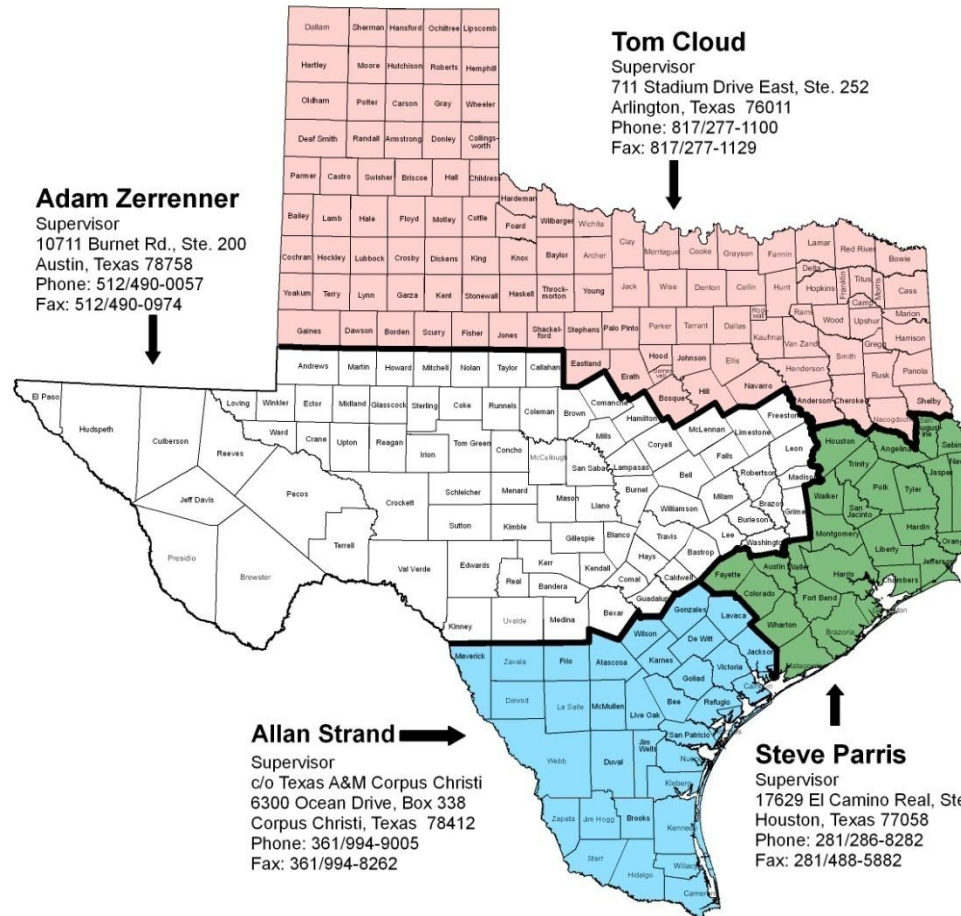 Tom Cloud
Supervisor
711 Stadium Drive East, Ste. 252
Arlington, Texas 76011
Phone: 817/277-1100
Fax: 817/277-1129
Adam Zerrenner
Supervisor
10711 Burnet Rd., Ste. 200
Austin, Texas 78758
Phone: 512/490-0057
Fax: 512/490-0974
Allan Strand
Supervisor
c/o Texas A&M Corpus Christi
6300 Ocean Drive, Box 338
Corpus Christi, Texas 78412
Phone: 361/994-9005
Fax: 361/994-8262
Steve Parris
Supervisor
17629 El Camino Real, Ste
Houston, Texas 77058
Phone: 281/286-8282
Fax: 281/488-5882
Dallam Sherman Hansford Ochiltree Lipscomb
Hartley Moore Hutchison Roberts Hemphill
Oldham Potter Carson Gray Wheeler
Deaf Smith Randall Armstrong Donley Collings-
worth
Parmer Castro Swisher Briscoe Hall Childress
Hardeman
Bailey Lamb Hale Floyd Motley Cottle Foard Wilbarger Wichita
Clay Montague Cooke Grayson Fannin Lamar Red River Bowie
Cochran Hockley Lubbock Crosby Dickens King Knox Baylor Archer
Delta Hopkins Franklin Titus Camp Morris Cass Marion
Yoakum Terry Lynn Garza Kent Stonewall Haskell Throck-
morton
Young Jack Wise Denton Collin Hunt Rains Wood Upshur Harrison
Gaines Dawson Borden Scurry Fisher Jones Shackel-
ford
Stephens Palo Pinto Parker Tarrant Dallas Kaufman Van Zandt Smith Gregg
Eastland Erath Hood Johnson Ellis Henderson Rusk Panola
Bosque Hill Navarro Anderson Cherokee Shelby
Andrews Martin Howard Mitchell Nolan Taylor Callahan
El Paso Hudspeth Culberson Loving Winkler Ector Midland Glasscock Sterling Coke Runnels Coleman Brown Comanche Hamilton
Reeves Ward Crane Upton Reagan Irion Tom Green Concho McCullough San Saba Mills Lampasas Coryell McLennan Limestone Freestone Leon
Jeff Davis Pecos Crockett Schleicher Menard Mason Llano Burnet Bell Falls Robertson Madison
Presidio Brewster Terrell Sutton Kimble Gillespie Blanco Williamson Milam Brazos Burleson Grimes
Val Verde Edwards Kerr Real Bandera Kendall Hays Travis Bastrop Lee Washington
Kinney Uvalde Medina Bexar Comal Guadalup Caldwell
Houston Angelina Sabin
Trinity Polk Tyler Jasper
Walker San
Jacinto
Montgomery Liberty Hardin Orang
Fayette Austin Waller Harris Chambers Jefferson
Colorado Fort Bend Wharton Brazoria
Maverick Zavala Frio Atascosa Wilson Gonzales Lavaca
Karnes De Witt Jackson
Dimmit La Salle McMullen Live Oak Bee Goliad Victoria Refugio
Webb Duval Jim
Wells
San Patricio
Kleberg
Zapata Jim Hogg Brooks Kenned
Starr Hidalgo Willac
Cameron